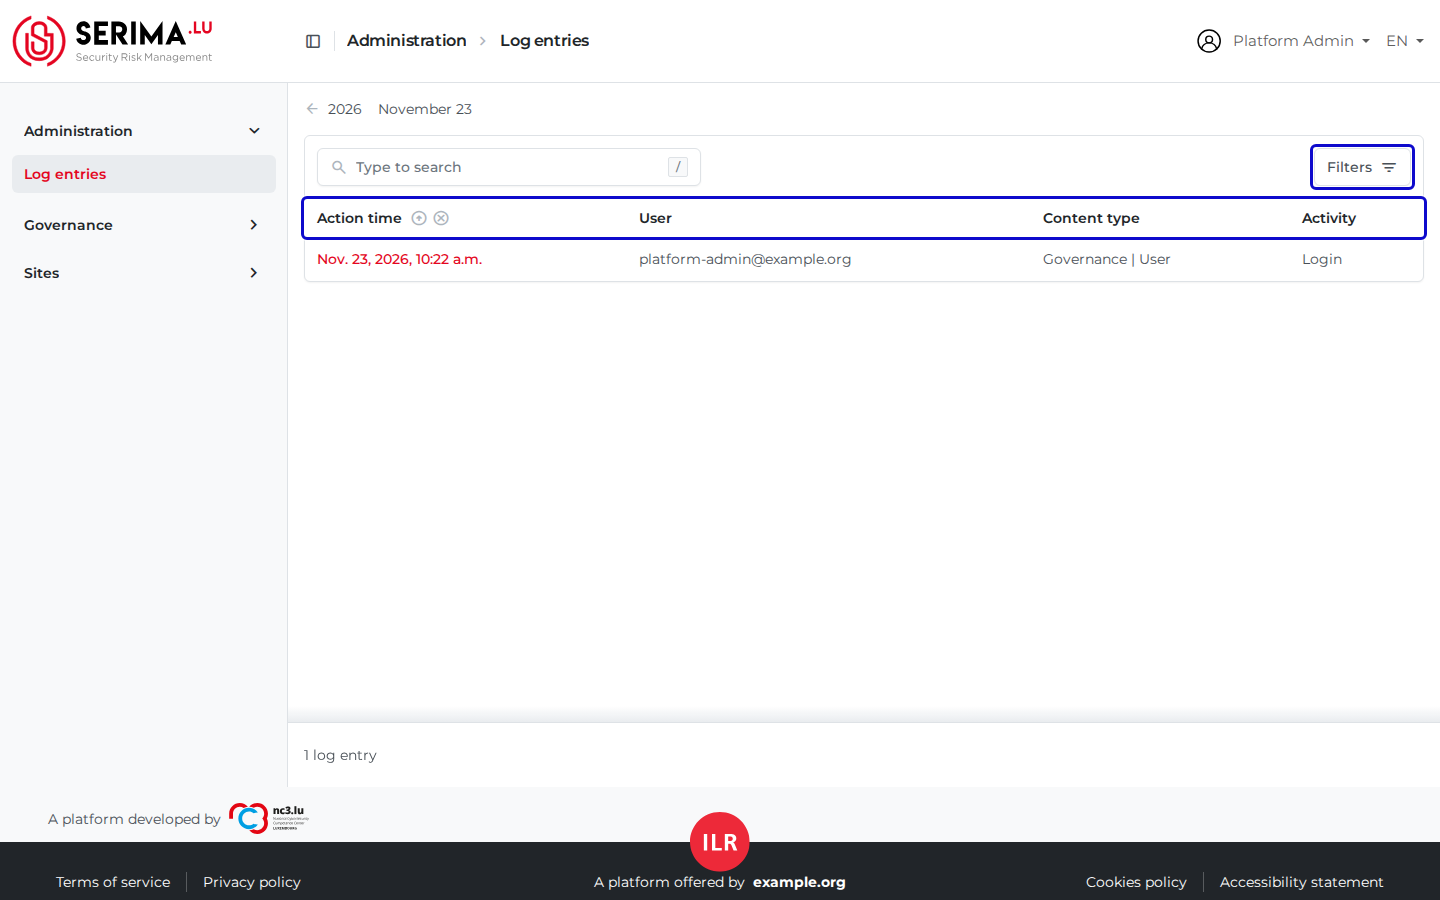 SERIMA.LU
Security Risk Management
Administration > Log entries
Platform Admin
EN
Administration
Log entries
Governance
Sites
2026 November 23
Type to search /
Filters
Action time User Content type Activity
Nov. 23, 2026, 10:22 a.m. platform-admin@example.org Governance | User Login
1 log entry
A platform developed by nc3.lu
ILR
Terms of service Privacy policy
A platform offered by example.org
Cookies policy Accessibility statement